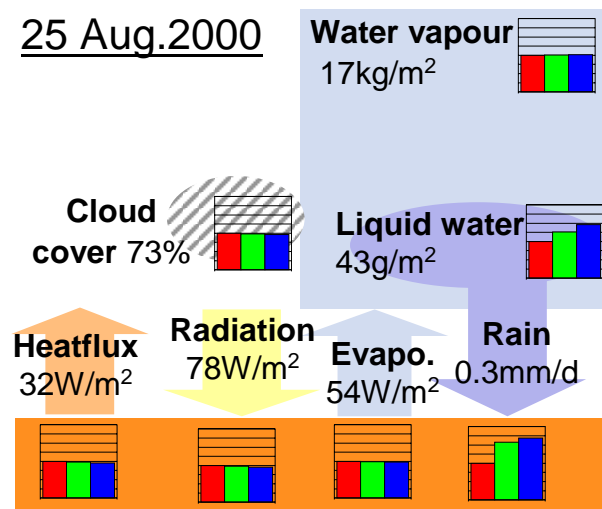 25 Aug.2000
Water vapour
17kg/m²
Cloud
cover 73%
Liquid water
43g/m²
Heatflux
32W/m²
Radiation
78W/m²
Evapo.
54W/m²
Rain
0.3mm/d